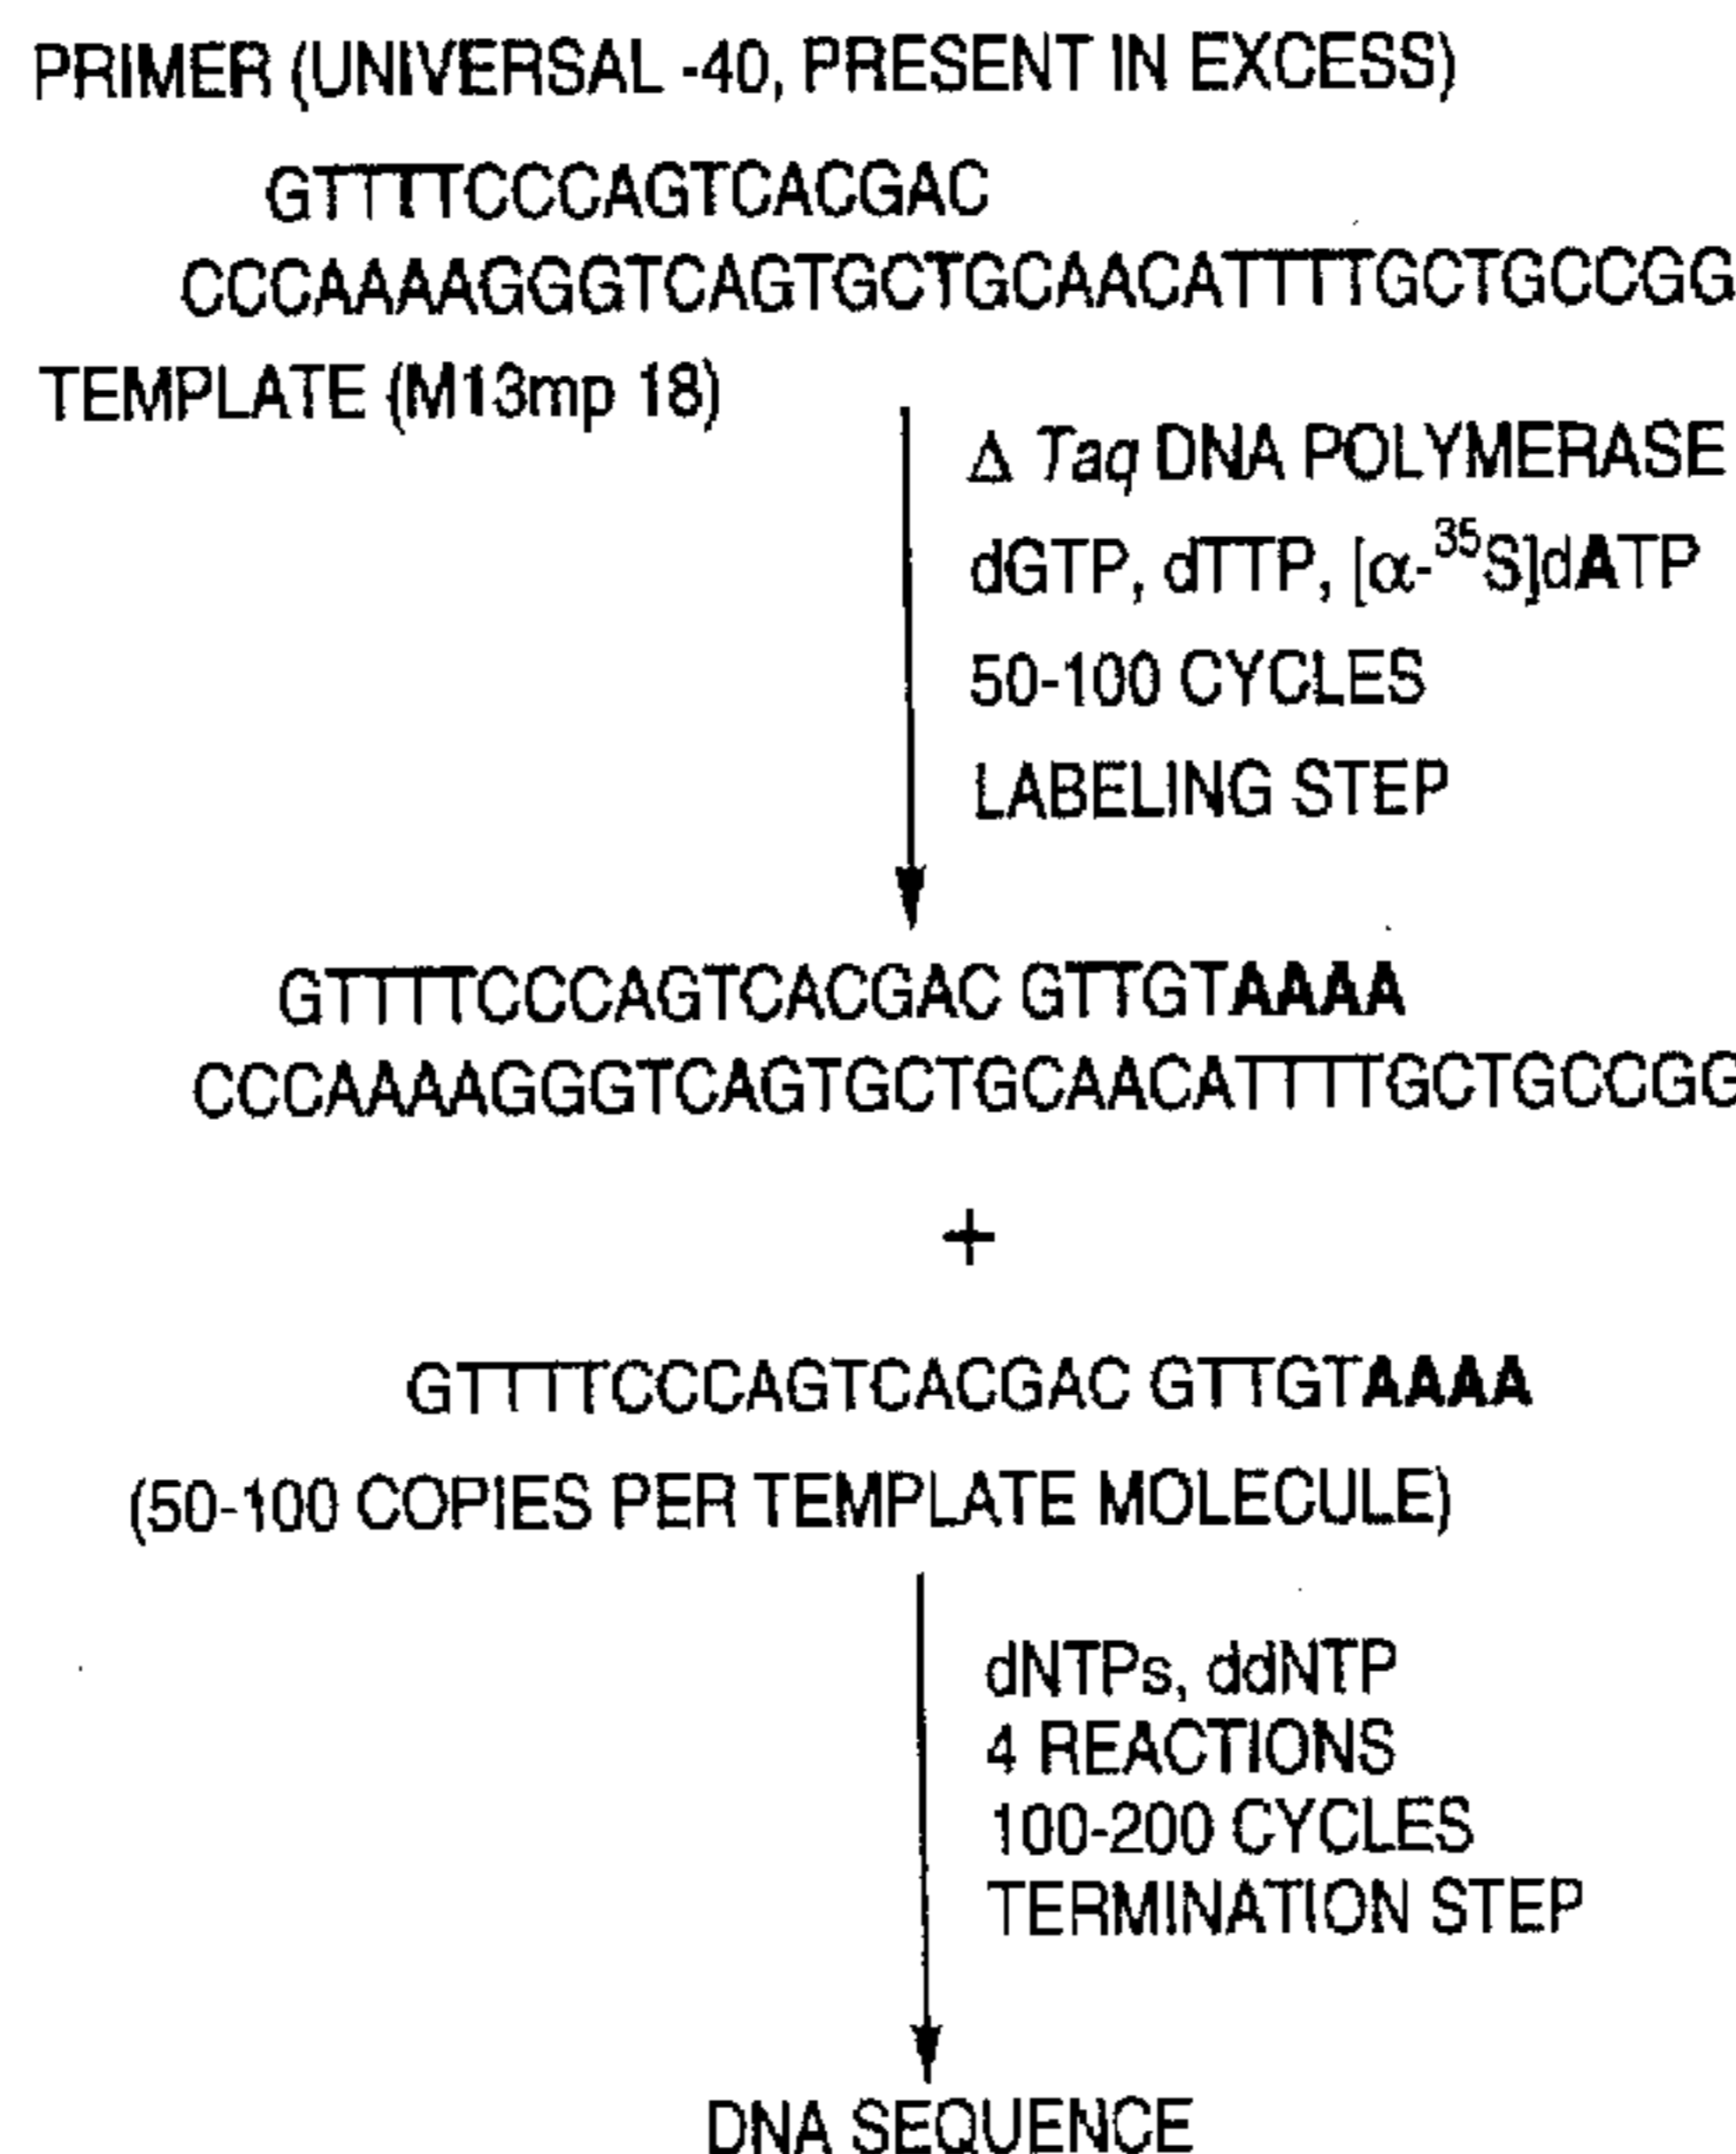 PRIMER (UNIVERSAL -40, PRESENT IN EXCESS)
GTTTTCCCAGTCACGAC
CCCAAAAGGGTCAGTGCTGCAACATTTTGCTGCCGG
TEMPLATE (M13mp 18)
Δ Taq DNA POLYMERASE
dGTP, dTTP, [α-³⁵S]dATP
50-100 CYCLES
LABELING STEP
GTTTTCCCAGTCACGAC GTTGTAAAA
CCCAAAAGGGTCAGTGCTGCAACATTTTGCTGCCGG
+
GTTTTCCCAGTCACGAC GTTGTAAAA
(50-100 COPIES PER TEMPLATE MOLECULE)
dNTPs, ddNTP
4 REACTIONS
100-200 CYCLES
TERMINATION STEP
DNA SEQUENCE